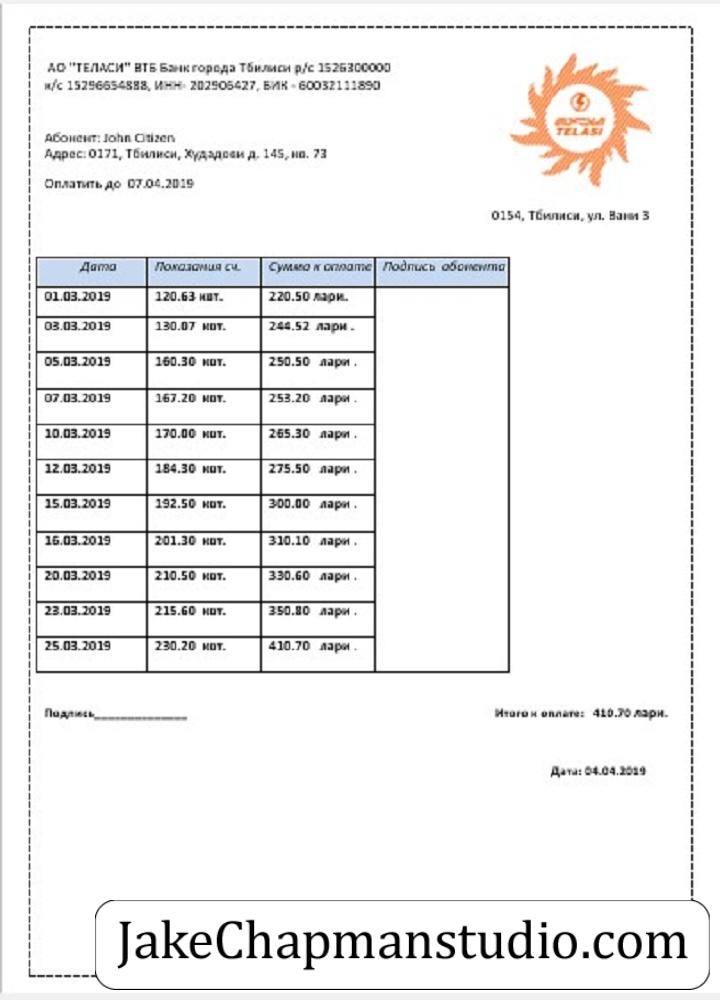 АО "ТЕЛАСИ" ВТБ Банк города Тбилиси р/с 1526300000
к/с 15296654888, ИНН- 202906427, БИК - 60032111890
TELASI
Абонент: John Citizen
Адрес: 0171, Тбилиси, Худадови д. 145, кв. 73
Оплатить до 07.04.2019
0154, Тбилиси, ул. Вани 3
Дата Показания сч. Сумма к оплате Подпись абонента
01.03.2019 120.63 квт. 220.50 лари.
03.03.2019 130.07 квт. 244.52 лари .
05.03.2019 160.30 квт. 250.50 лари .
07.03.2019 167.20 квт. 253.20 лари .
10.03.2019 170.00 квт. 265.30 лари .
12.03.2019 184.30 квт. 275.50 лари .
15.03.2019 192.50 квт. 300.00 лари .
16.03.2019 201.30 квт. 310.10 лари .
20.03.2019 210.50 квт. 330.60 лари .
23.03.2019 215.60 квт. 350.80 лари .
25.03.2019 230.20 квт. 410.70 лари .
Подпись______________ Итого к оплате: 410.70 лари.
Дата: 04.04.2019
JakeChapmanstudio.com